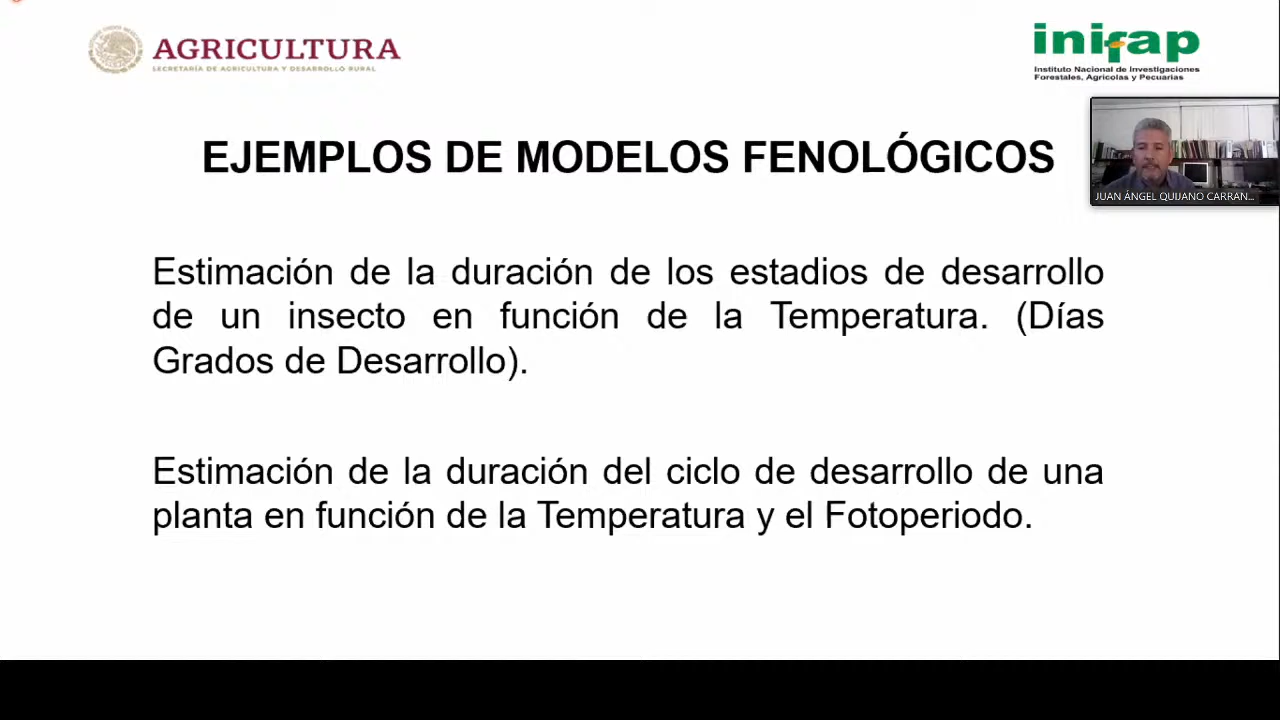 AGRICULTURA
SECRETARÍA DE AGRICULTURA Y DESARROLLO RURAL
inifap
Instituto Nacional de Investigaciones
Forestales, Agrícolas y Pecuarias
EJEMPLOS DE MODELOS FENOLÓGICOS
JUAN ÁNGEL QUIJANO CARRAN...
Estimación de la duración de los estadios de desarrollo
de un insecto en función de la Temperatura. (Días
Grados de Desarrollo).
Estimación de la duración del ciclo de desarrollo de una
planta en función de la Temperatura y el Fotoperiodo.